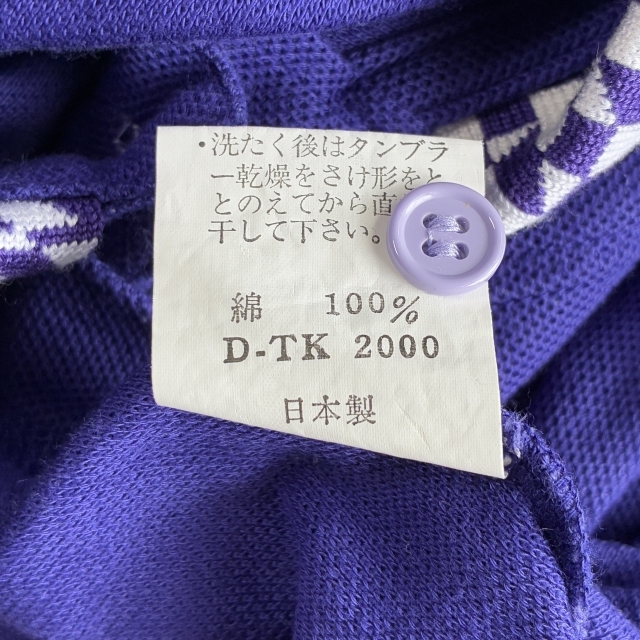 ・洗たく後はタンブラ
ー乾燥をさけ形をと
とのえてから直
干して下さい。
綿 100%
D-TK 2000
日本製